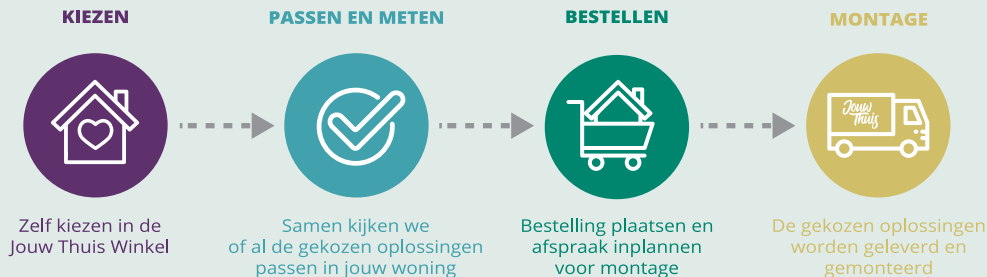 KIEZEN
Zelf kiezen in de
Jouw Thuis Winkel
PASSEN EN METEN
Samen kijken we
of al de gekozen oplossingen
passen in jouw woning
BESTELLEN
Bestelling plaatsen en
afspraak inplannen
voor montage
MONTAGE
Jouw
Thuis
De gekozen oplossingen
worden geleverd en
gemonteerd